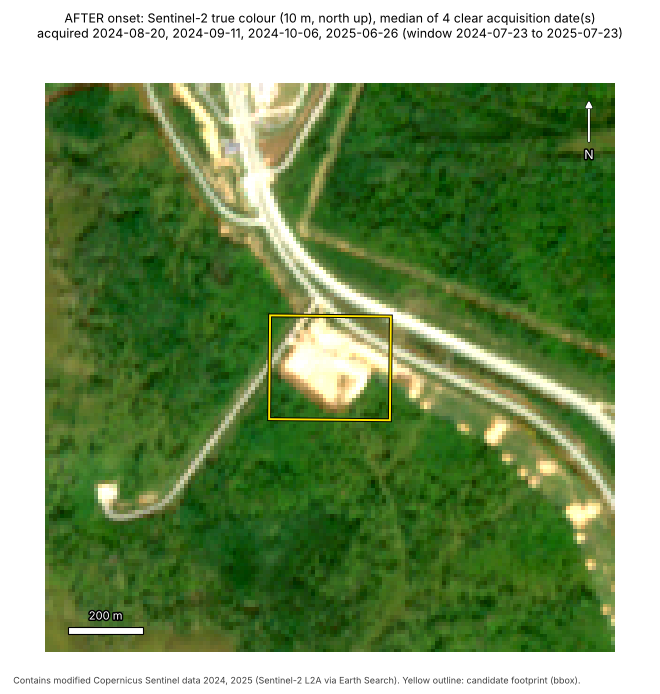 AFTER onset: Sentinel-2 true colour (10 m, north up), median of 4 clear acquisition date(s)
acquired 2024-08-20, 2024-09-11, 2024-10-06, 2025-06-26 (window 2024-07-23 to 2025-07-23)
N
200 m
Contains modified Copernicus Sentinel data 2024, 2025 (Sentinel-2 L2A via Earth Search). Yellow outline: candidate footprint (bbox).